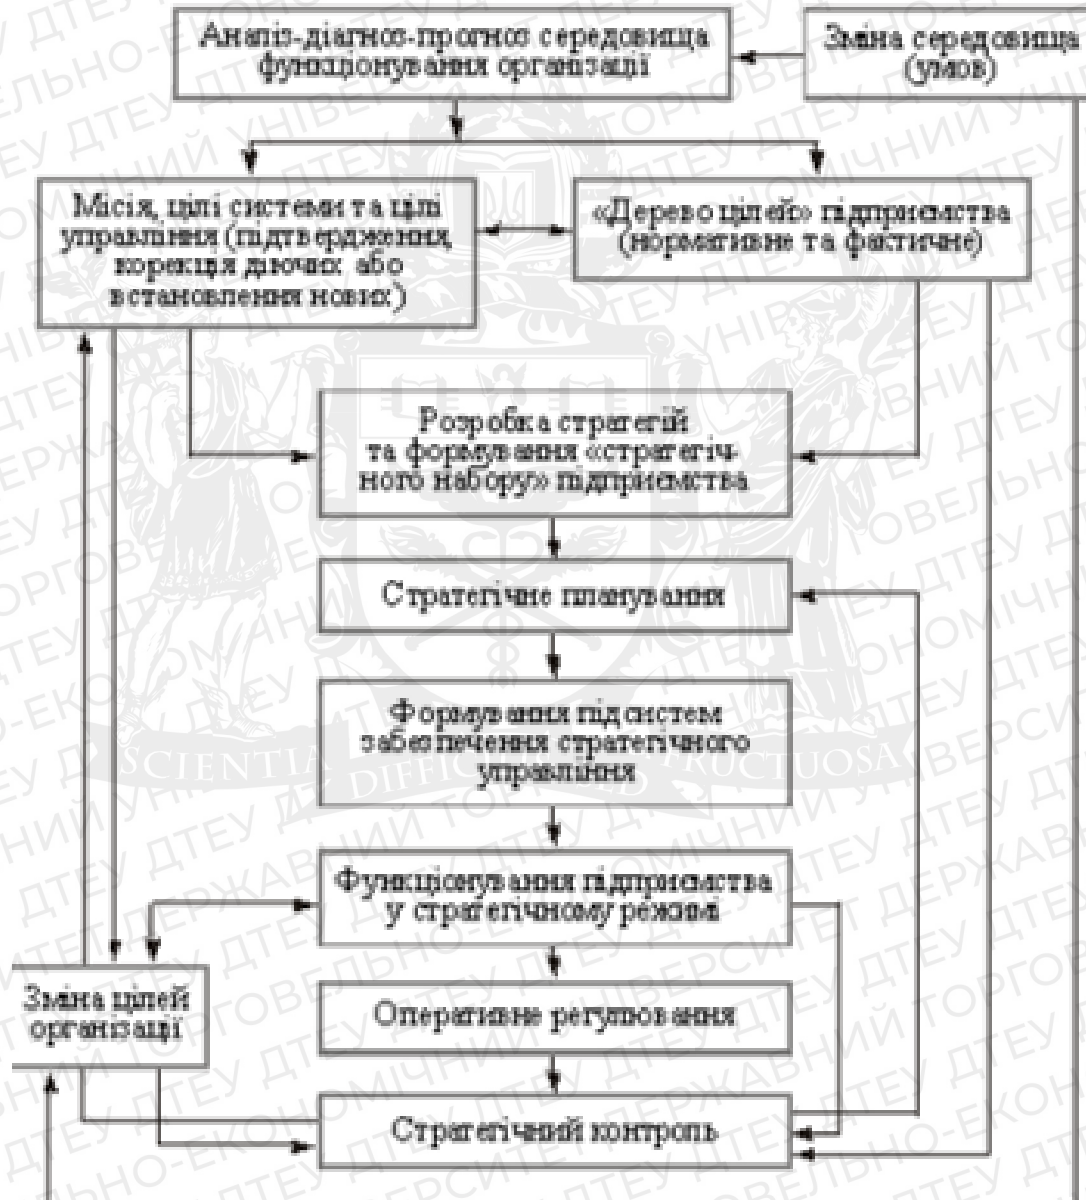 Аналіз-діагноз-прогноз середовища
функціонування організації
Зміна середовища
(умов)
Місія, цілі системи та цілі
управління (підтвердження,
корекція діючих або
встановлення нових)
«Дерево цілей» підприємства
(нормативне та фактичне)
Розробка стратегій
та формування «стратегіч-
ного набору» підприємства
Стратегічне планування
Формування підсистем
забезпечення стратегічного
управління
Функціонування підприємства
у стратегічному режимі
Зміна цілей
організації
Оперативне регулювання
Стратегічний контроль
SCIENTIA